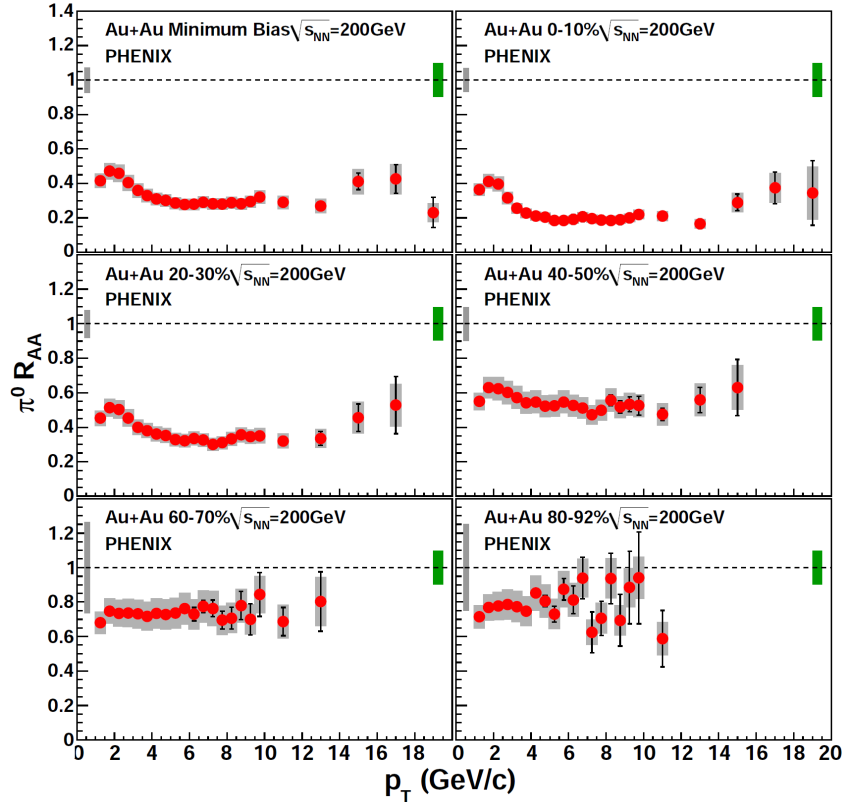 Au+Au Minimum Bias√sNN=200GeV
PHENIX
Au+Au 0-10%√sNN=200GeV
PHENIX
1.4
1.2
1
0.8
0.6
0.4
0.2
0
Au+Au 20-30%√sNN=200GeV
PHENIX
Au+Au 40-50%√sNN=200GeV
PHENIX
1.2
1
0.8
0.6
0.4
0.2
0
π0 RAA
Au+Au 60-70%√sNN=200GeV
PHENIX
Au+Au 80-92%√sNN=200GeV
PHENIX
1.2
1
0.8
0.6
0.4
0.2
0
0 2 4 6 8 10 12 14 16 18 0 2 4 6 8 10 12 14 16 18 20
pT (GeV/c)